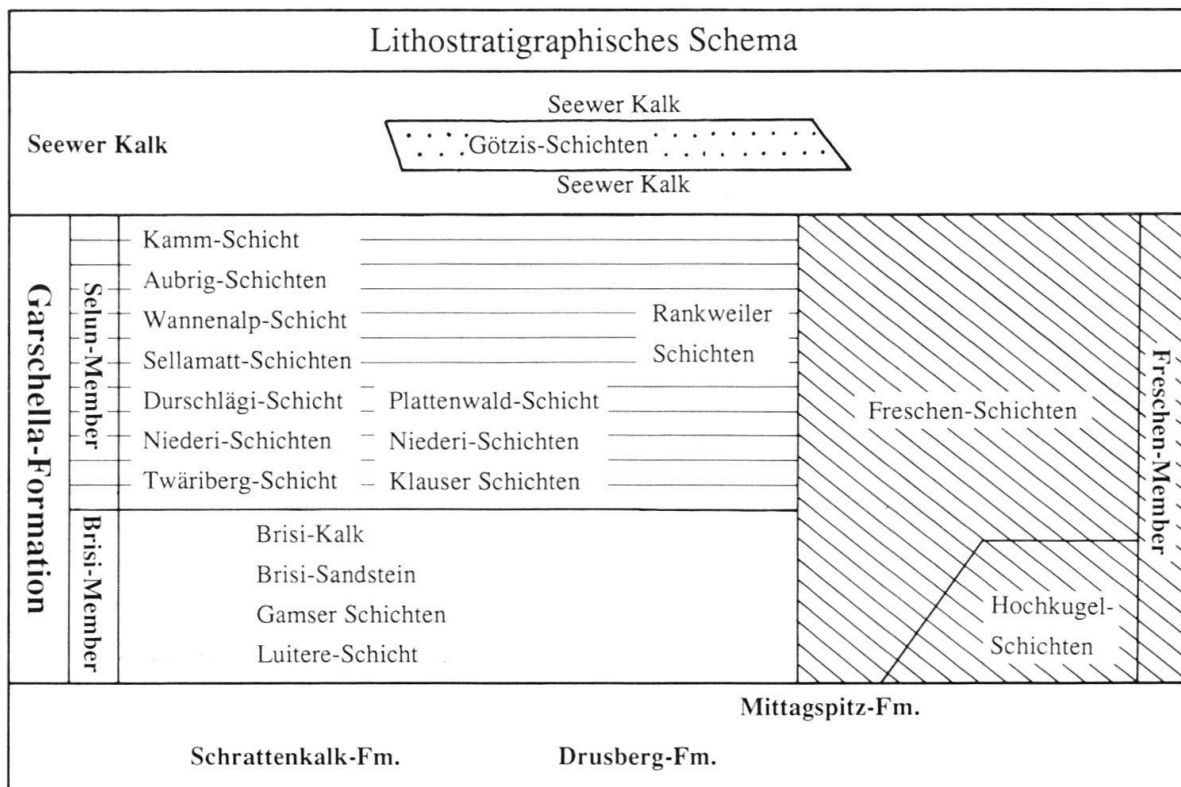 Lithostratigraphisches Schema
Seewer Kalk
Seewer Kalk
Götzis-Schichten
Seewer Kalk
Garschella-Formation
Selun-Member
Kamm-Schicht
Aubrig-Schichten
Wannenalp-Schicht
Sellamatt-Schichten
Rankweiler
Schichten
Durschlägi-Schicht Plattenwald-Schicht
Niederi-Schichten Niederi-Schichten
Twäriberg-Schicht Klauser Schichten
Brisi-Member
Brisi-Kalk
Brisi-Sandstein
Gamser Schichten
Luitere-Schicht
Freschen-Schichten
Hochkugel-
Schichten
Freschen-Member
Mittagspitz-Fm.
Schrattenkalk-Fm. Drusberg-Fm.